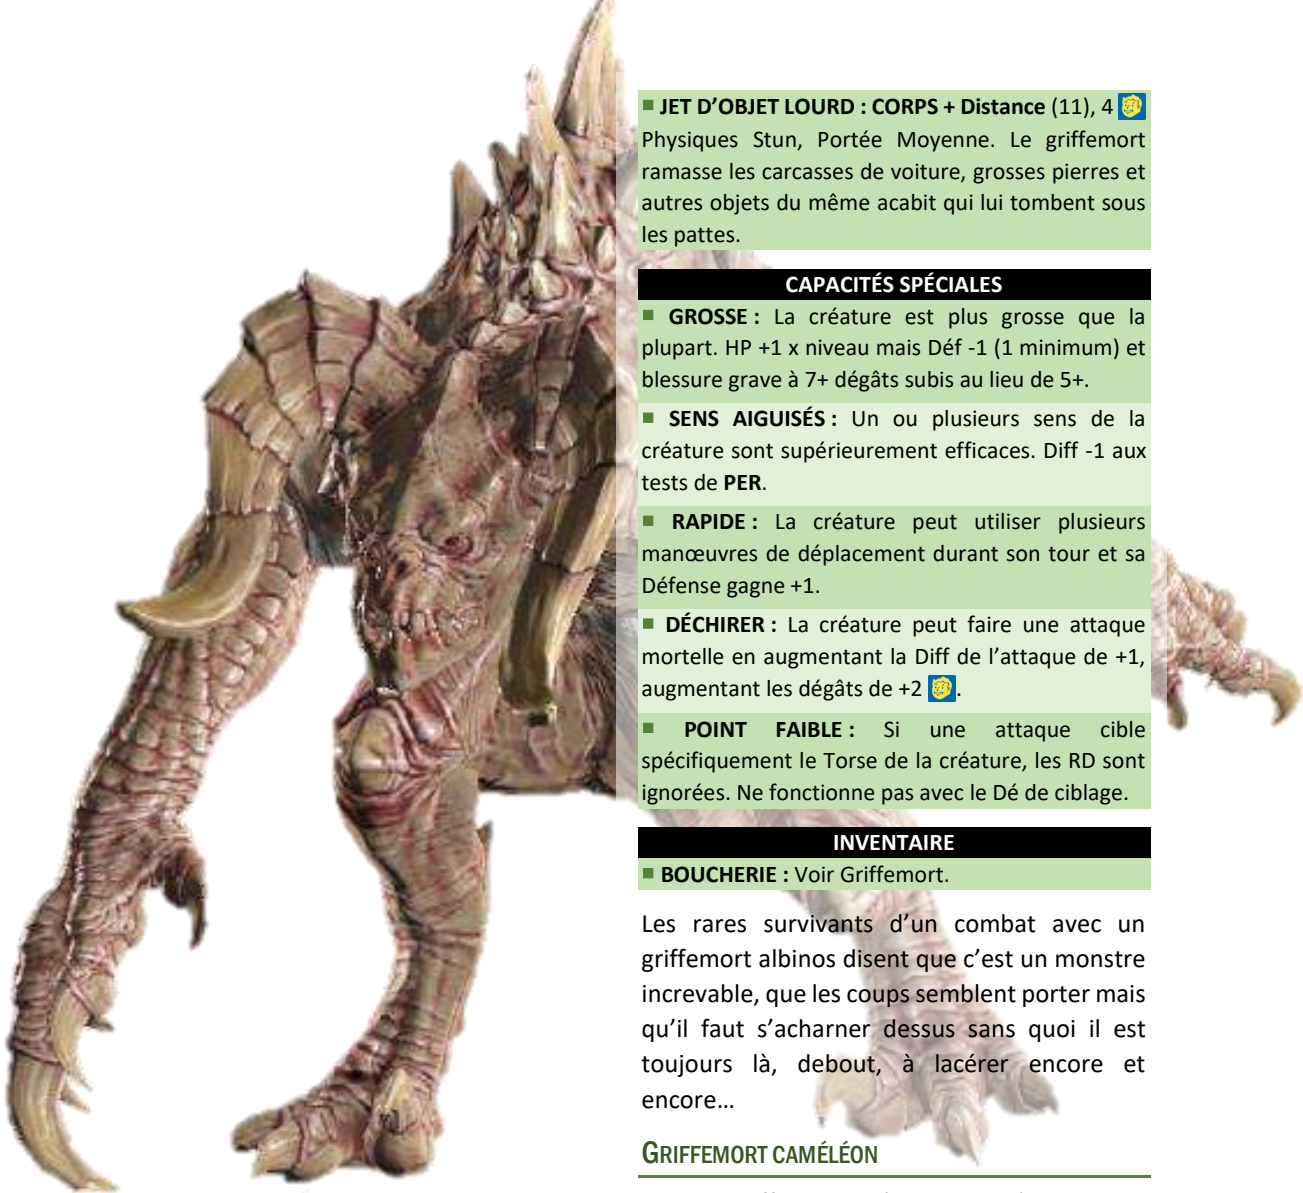 ■ JET D'OBJET LOURD : CORPS + Distance (11), 4
Physiques Stun, Portée Moyenne. Le griffemort
ramasse les carcasses de voiture, grosses pierres et
autres objets du même acabit qui lui tombent sous
les pattes.
CAPACITÉS SPÉCIALES
■ GROSSE : La créature est plus grosse que la
plupart. HP +1 x niveau mais Déf -1 (1 minimum) et
blessure grave à 7+ dégâts subis au lieu de 5+.
■ SENS AIGUISÉS : Un ou plusieurs sens de la
créature sont supérieurement efficaces. Diff -1 aux
tests de PER.
■ RAPIDE : La créature peut utiliser plusieurs
manœuvres de déplacement durant son tour et sa
Défense gagne +1.
■ DÉCHIRER : La créature peut faire une attaque
mortelle en augmentant la Diff de l'attaque de +1,
augmentant les dégâts de +2 .
■ POINT FAIBLE : Si une attaque cible
spécifiquement le Torse de la créature, les RD sont
ignorées. Ne fonctionne pas avec le Dé de ciblage.
INVENTAIRE
■ BOUCHERIE : Voir Griffemort.
Les rares survivants d'un combat avec un
griffemort albinos disent que c'est un monstre
increvable, que les coups semblent porter mais
qu'il faut s'acharner dessus sans quoi il est
toujours là, debout, à lacérer encore et
encore…
GRIFFEMORT CAMÉLÉON